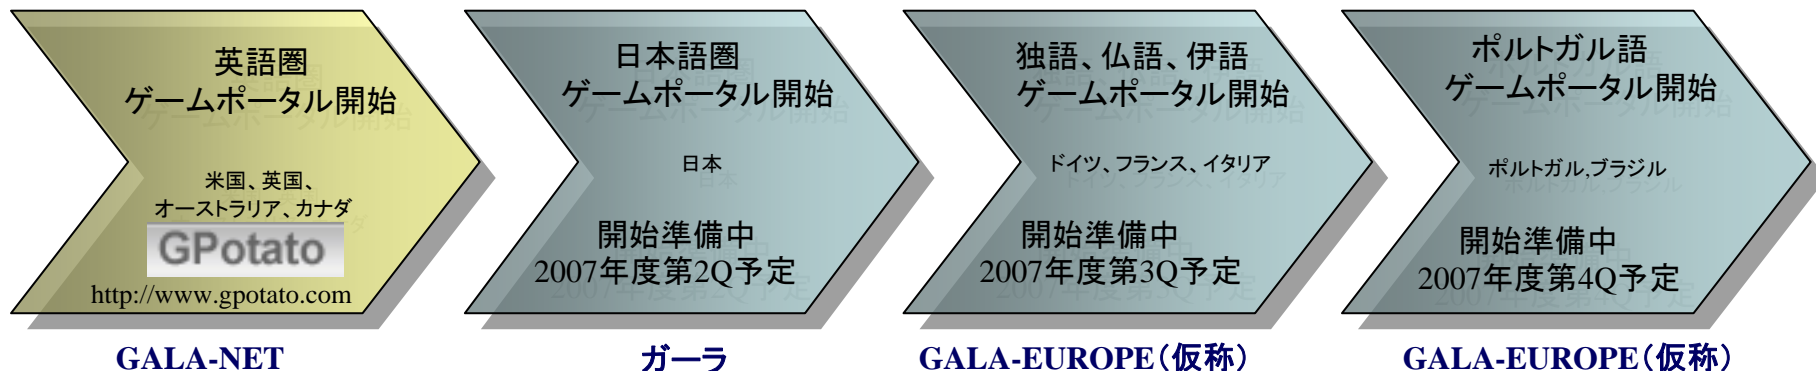 英語圏
ゲームポータル開始
米国、英国、
オーストラリア、カナダ
GPotato
http://www.gpotato.com
GALA-NET
日本語圏
ゲームポータル開始
日本
開始準備中
2007年度第2Q予定
ガーラ
独語、仏語、伊語
ゲームポータル開始
ドイツ、フランス、イタリア
開始準備中
2007年度第3Q予定
GALA-EUROPE（仮称）
ポルトガル語
ゲームポータル開始
ポルトガル,ブラジル
開始準備中
2007年度第4Q予定
GALA-EUROPE（仮称）